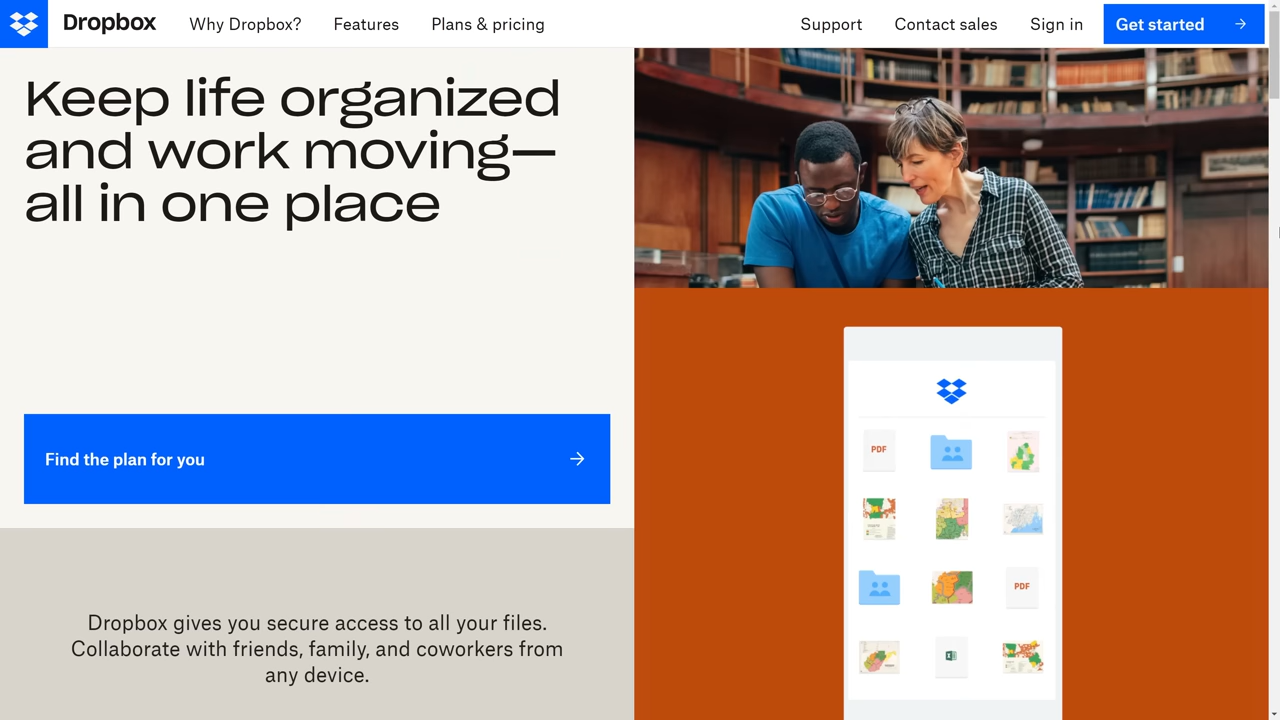 Dropbox
Why Dropbox?
Features
Plans & pricing
Support
Contact sales
Sign in
Get started
Keep life organized
and work moving—
all in one place
Find the plan for you
Dropbox gives you secure access to all your files.
Collaborate with friends, family, and coworkers from
any device.
PDF
PDF